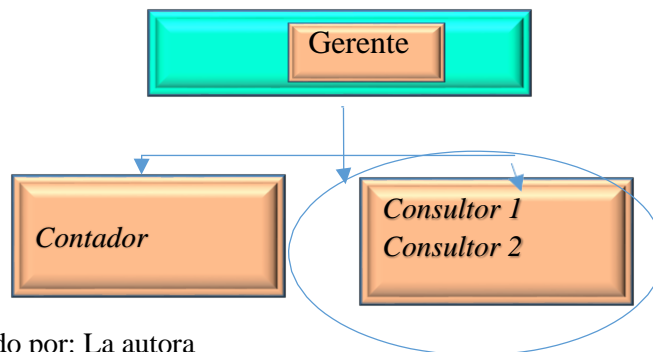 Gerente
Contador
Consultor 1
Consultor 2
do por: La autora